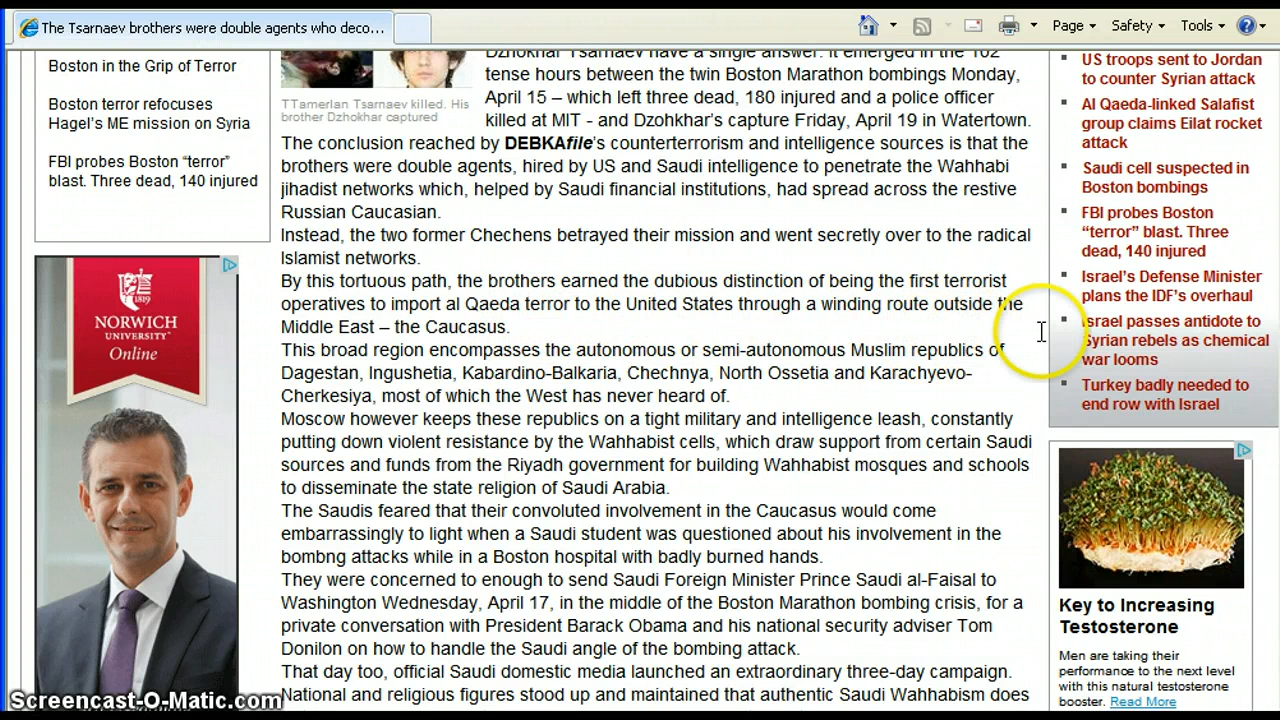 The Tsarnaev brothers were double agents who deco...
Page
Safety
Tools
Boston in the Grip of Terror
Boston terror refocuses
Hagel's ME mission on Syria
FBI probes Boston “terror”
blast. Three dead, 140 injured
1819
NORWICH
UNIVERSITY™
Online
TTamerlan Tsarnaev killed. His
brother Dzhokhar captured
Dzhokhar Tsarnaev have a single answer. It emerged in the 102
tense hours between the twin Boston Marathon bombings Monday,
April 15 – which left three dead, 180 injured and a police officer
killed at MIT - and Dzohkhar's capture Friday, April 19 in Watertown.
The conclusion reached by DEBKAfile's counterterrorism and intelligence sources is that the
brothers were double agents, hired by US and Saudi intelligence to penetrate the Wahhabi
jihadist networks which, helped by Saudi financial institutions, had spread across the restive
Russian Caucasian.
Instead, the two former Chechens betrayed their mission and went secretly over to the radical
Islamist networks.
By this tortuous path, the brothers earned the dubious distinction of being the first terrorist
operatives to import al Qaeda terror to the United States through a winding route outside the
Middle East – the Caucasus.
This broad region encompasses the autonomous or semi-autonomous Muslim republics of
Dagestan, Ingushetia, Kabardino-Balkaria, Chechnya, North Ossetia and Karachyevo-
Cherkesiya, most of which the West has never heard of.
Moscow however keeps these republics on a tight military and intelligence leash, constantly
putting down violent resistance by the Wahhabist cells, which draw support from certain Saudi
sources and funds from the Riyadh government for building Wahhabist mosques and schools
to disseminate the state religion of Saudi Arabia.
The Saudis feared that their convoluted involvement in the Caucasus would come
embarrassingly to light when a Saudi student was questioned about his involvement in the
bombng attacks while in a Boston hospital with badly burned hands.
They were concerned to enough to send Saudi Foreign Minister Prince Saudi al-Faisal to
Washington Wednesday, April 17, in the middle of the Boston Marathon bombing crisis, for a
private conversation with President Barack Obama and his national security adviser Tom
Donilon on how to handle the Saudi angle of the bombing attack.
That day too, official Saudi domestic media launched an extraordinary three-day campaign.
National and religious figures stood up and maintained that authentic Saudi Wahhabism does
US troops sent to Jordan
to counter Syrian attack
Al Qaeda-linked Salafist
group claims Eilat rocket
attack
Saudi cell suspected in
Boston bombings
FBI probes Boston
“terror” blast. Three
dead, 140 injured
Israel's Defense Minister
plans the IDF's overhaul
Israel passes antidote to
Syrian rebels as chemical
war looms
Turkey badly needed to
end row with Israel
Key to Increasing
Testosterone
Men are taking their
performance to the next level
with this natural testosterone
booster. Read More
Screencast-O-Matic.com